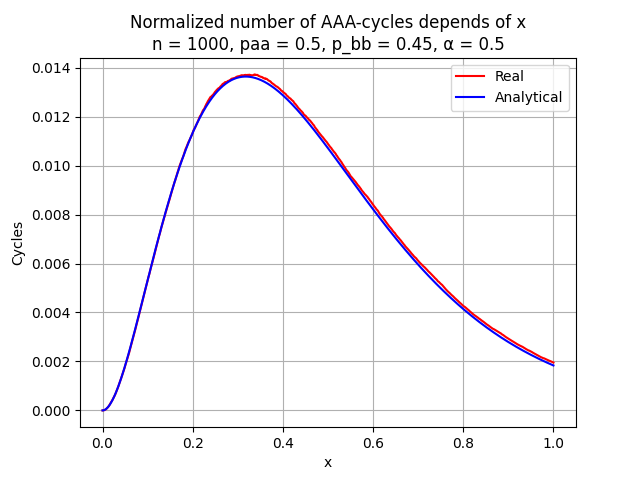 Normalized number of AAA-cycles depends of x
n = 1000, paa = 0.5, p_bb = 0.45, α = 0.5
Real
Analytical
Cycles
0.014
0.012
0.010
0.008
0.006
0.004
0.002
0.000
0.0 0.2 0.4 0.6 0.8 1.0
x